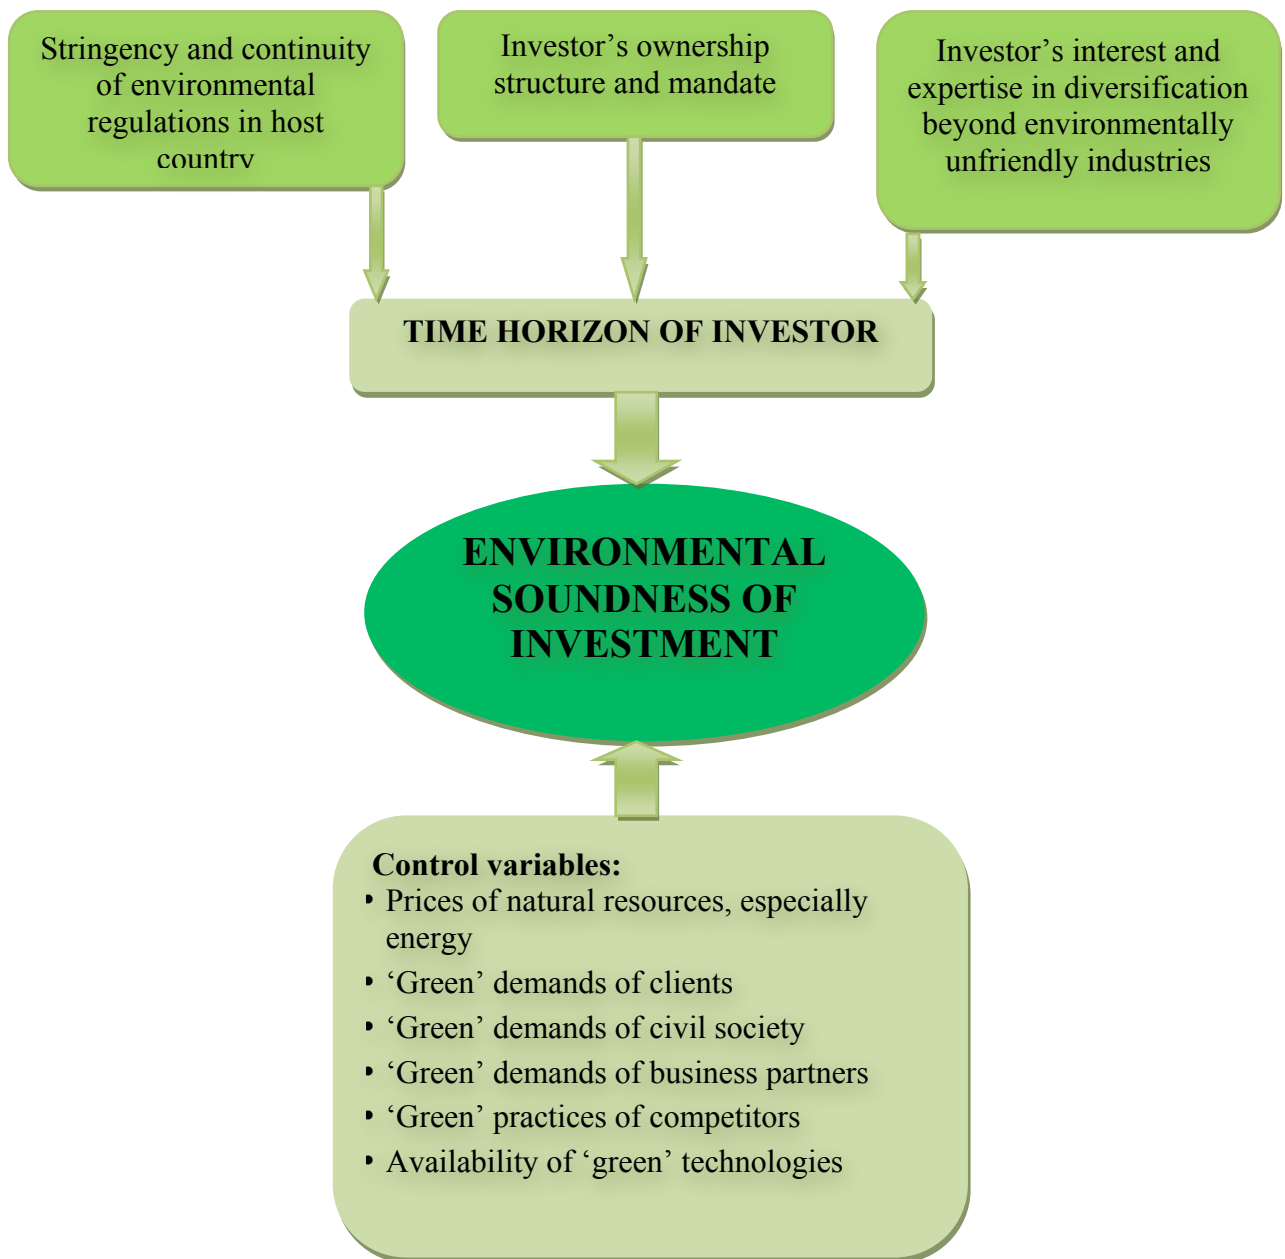 Stringency and continuity
of environmental
regulations in host
country
Investor’s ownership
structure and mandate
Investor’s interest and
expertise in diversification
beyond environmentally
unfriendly industries
TIME HORIZON OF INVESTOR
ENVIRONMENTAL
SOUNDNESS OF
INVESTMENT
Control variables:
• Prices of natural resources, especially
energy
• ‘Green’ demands of clients
• ‘Green’ demands of civil society
• ‘Green’ demands of business partners
• ‘Green’ practices of competitors
• Availability of ‘green’ technologies